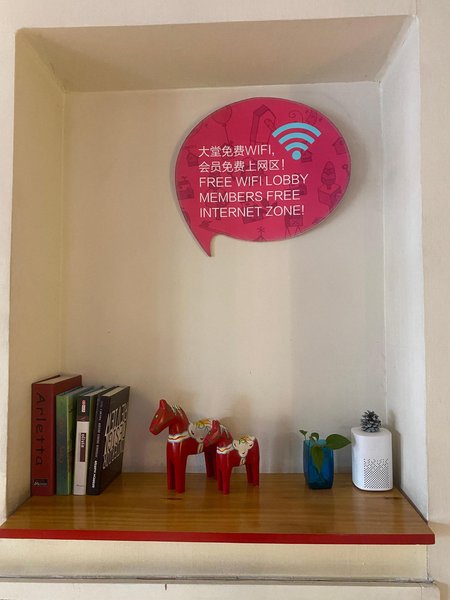 大堂免费WIFI,
会员免费上网区!
FREE WIFI LOBBY
MEMBERS FREE
INTERNET ZONE!
Arletta